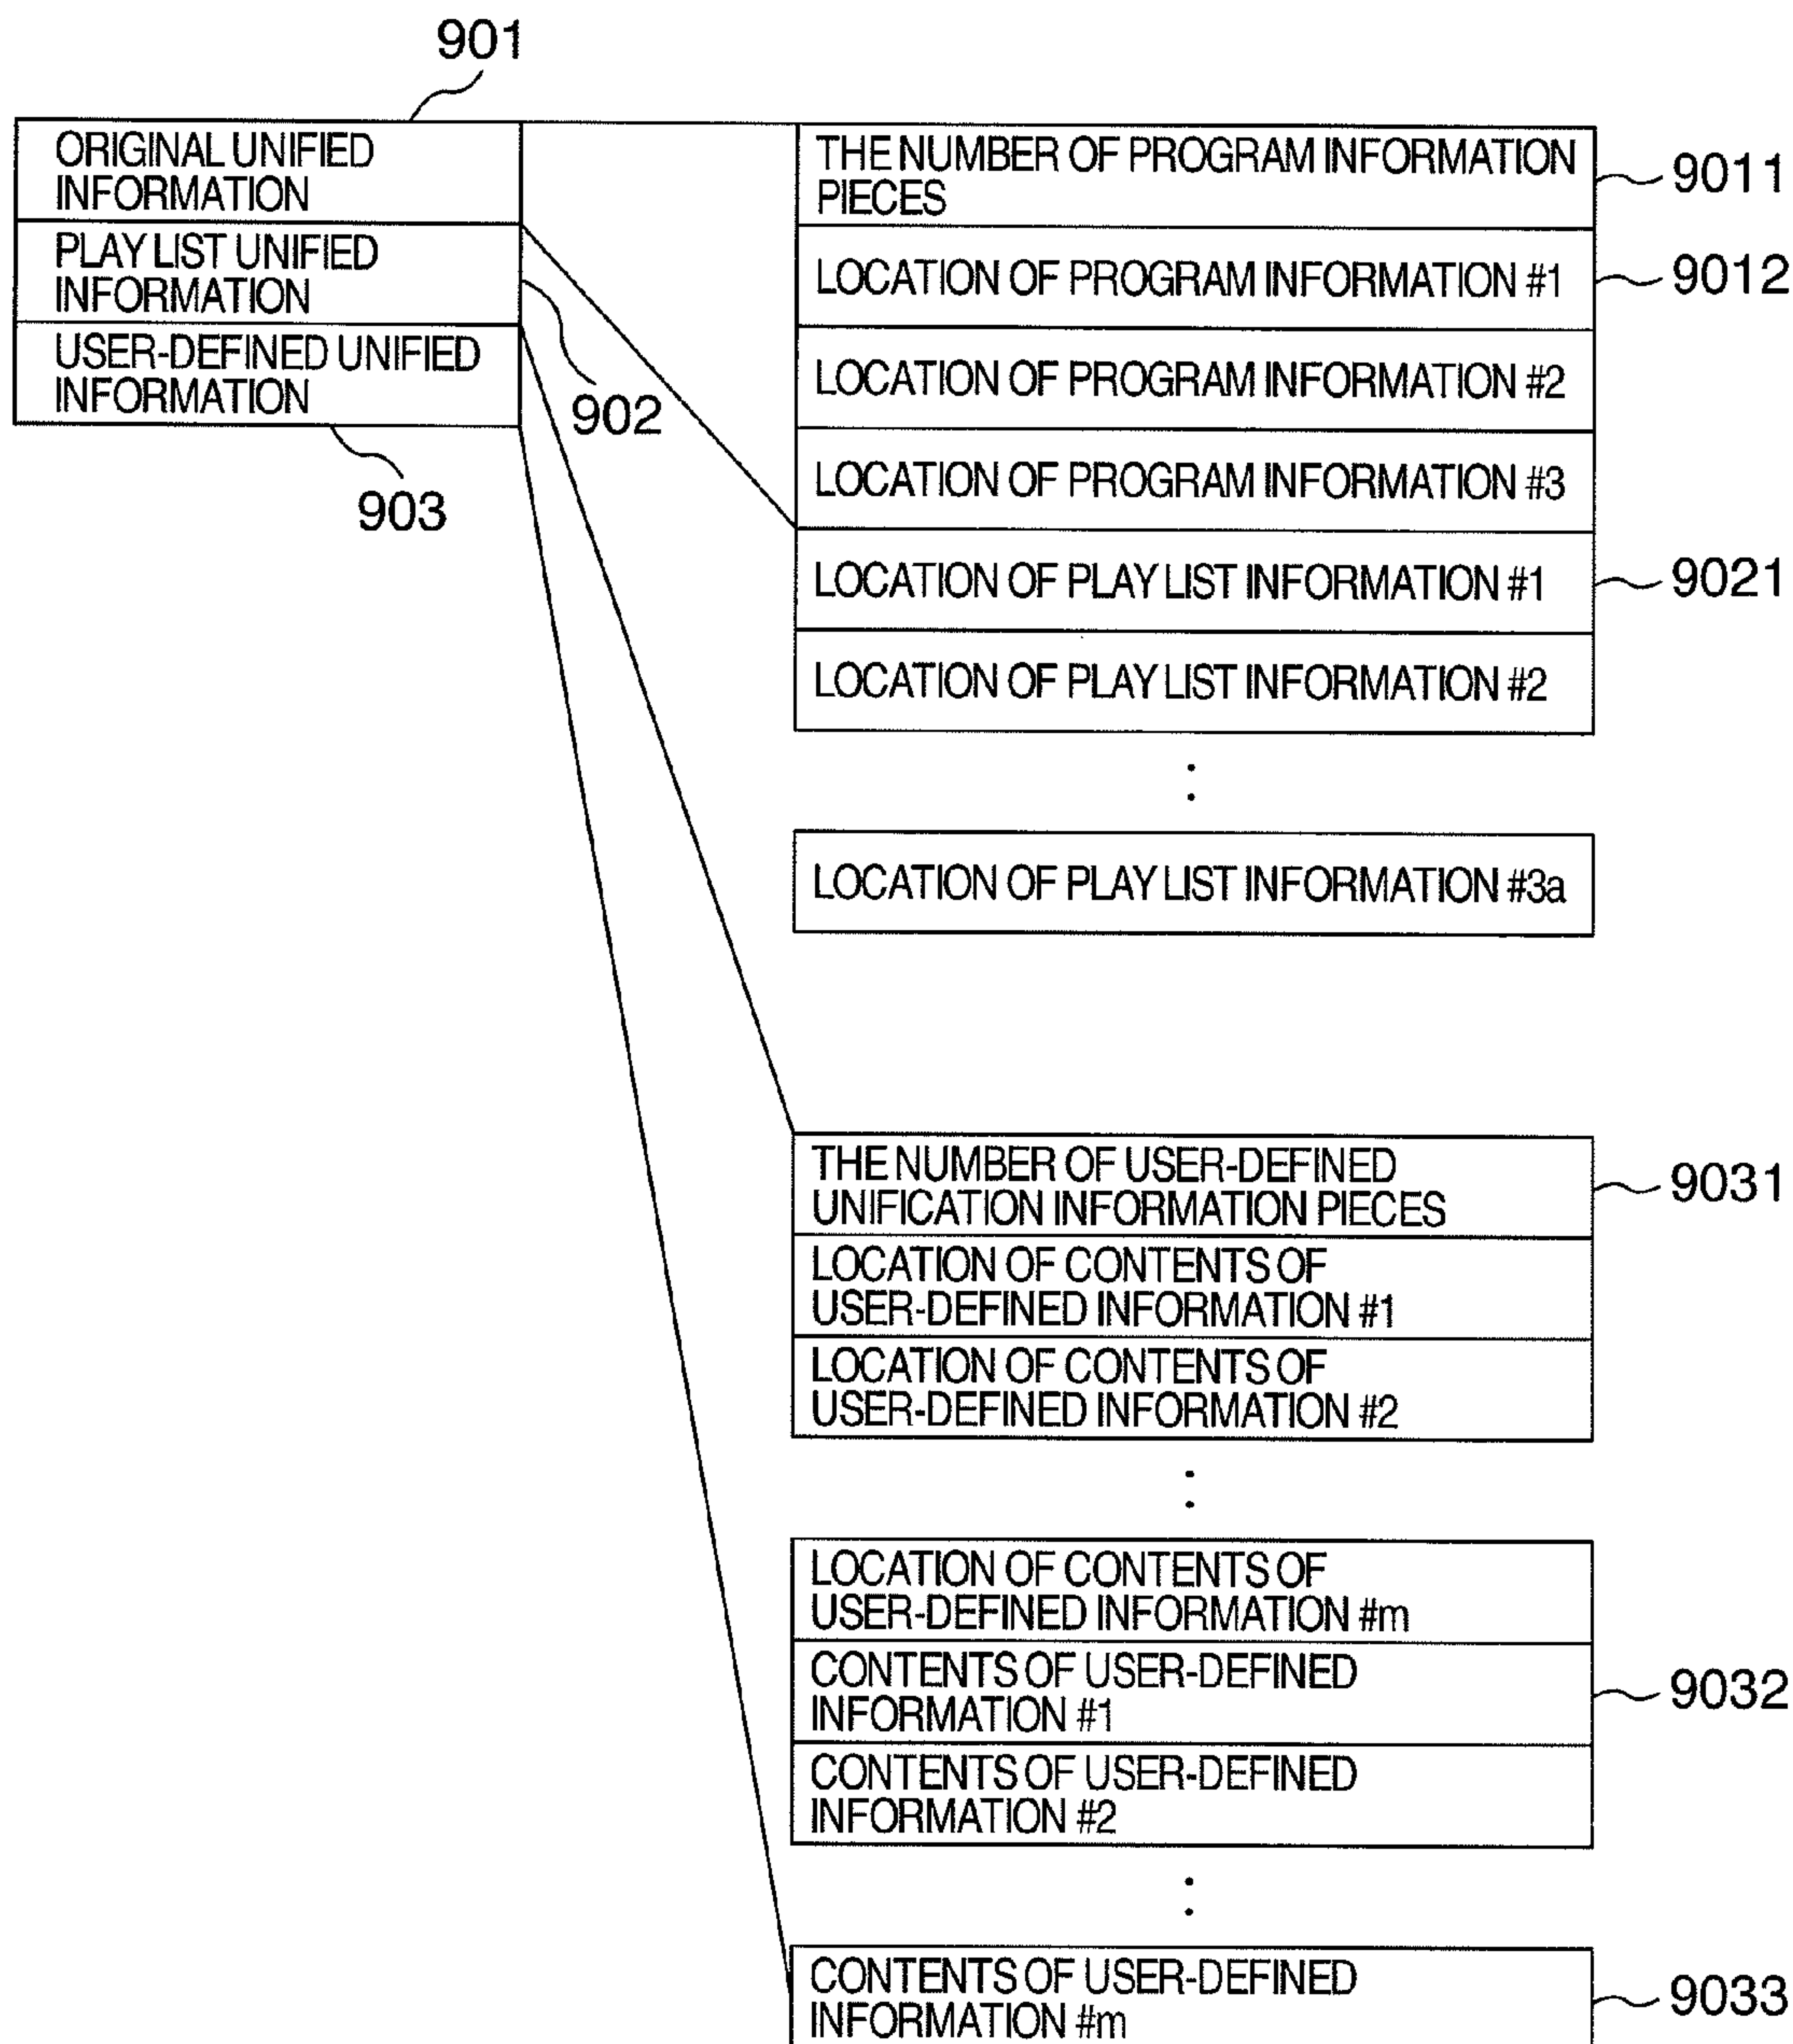 901
ORIGINAL UNIFIED
INFORMATION
PLAY LIST UNIFIED
INFORMATION
902
USER-DEFINED UNIFIED
INFORMATION
903
THE NUMBER OF PROGRAM INFORMATION
PIECES
9011
LOCATION OF PROGRAM INFORMATION #1
9012
LOCATION OF PROGRAM INFORMATION #2
LOCATION OF PROGRAM INFORMATION #3
LOCATION OF PLAY LIST INFORMATION #1
9021
LOCATION OF PLAY LIST INFORMATION #2
LOCATION OF PLAY LIST INFORMATION #3a
THE NUMBER OF USER-DEFINED
UNIFICATION INFORMATION PIECES
9031
LOCATION OF CONTENTS OF
USER-DEFINED INFORMATION #1
LOCATION OF CONTENTS OF
USER-DEFINED INFORMATION #2
LOCATION OF CONTENTS OF
USER-DEFINED INFORMATION #m
CONTENTS OF USER-DEFINED
INFORMATION #1
9032
CONTENTS OF USER-DEFINED
INFORMATION #2
CONTENTS OF USER-DEFINED
INFORMATION #m
9033